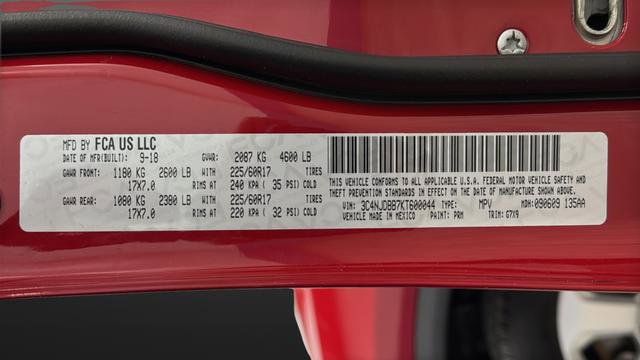 MFD BY FCA US LLC
DATE OF MFR(BUILT): 9-18 GVWR: 2087 KG 4600 LB
GAWR FRONT: 1180 KG 2600 LB WITH 225/60R17 TIRES
17X7.0 RIMS AT 240 KPA ( 35 PSI) COLD
GAWR REAR: 1080 KG 2380 LB WITH 225/60R17 TIRES
17X7.0 RIMS AT 220 KPA ( 32 PSI) COLD
THIS VEHICLE CONFORMS TO ALL APPLICABLE U.S.A. FEDERAL MOTOR VEHICLE SAFETY AND
THEFT PREVENTION STANDARDS IN EFFECT ON THE DATE OF MANUFACTURE SHOWN ABOVE.
VIN: 3C4NJDBB7KT600044 TYPE: MPV MDH: 090609 135AA
VEHICLE MADE IN MEXICO PAINT: PRM TRIM: G7X9